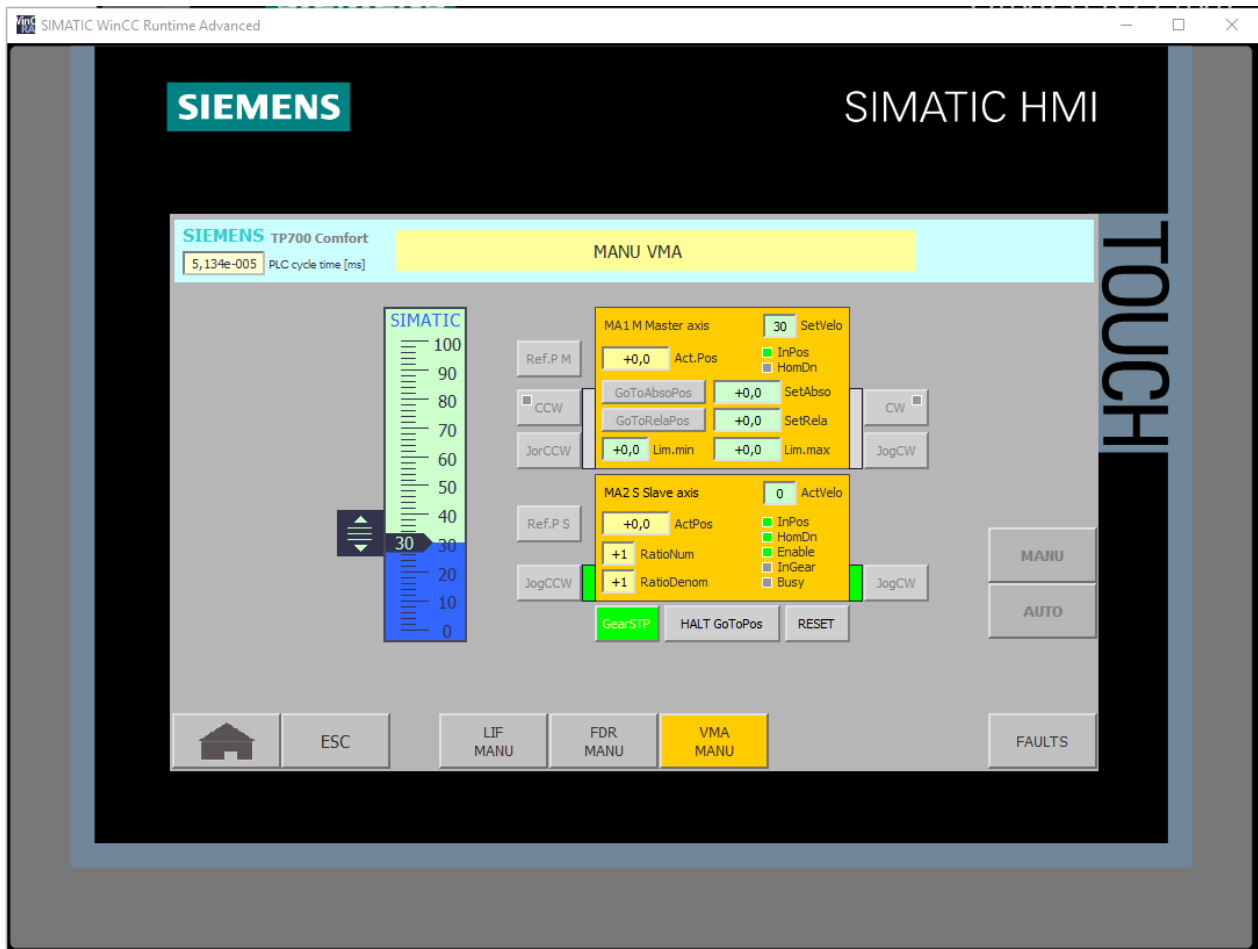 SIMATIC WinCC Runtime Advanced
SIEMENS
SIMATIC HMI
TOUCH
SIEMENS TP700 Comfort
5,134e-005 PLC cycle time [ms]
MANU VMA
SIMATIC
100
90
80
70
60
50
40
30
30
20
10
0
Ref.P M
CCW
JorCCW
MA1 M Master axis
30 SetVelo
+0,0 Act.Pos
InPos
HomDn
GoToAbsoPos +0,0 SetAbso
GoToRelaPos +0,0 SetRela
+0,0 Lim.min +0,0 Lim.max
CW
JogCW
Ref.P S
JogCCW
MA2 S Slave axis
0 ActVelo
+0,0 ActPos
InPos
HomDn
+1 RatioNum
Enable
InGear
+1 RatioDenom
Busy
JogCW
GearSTP HALT GoToPos RESET
MANU
AUTO
ESC
LIF
MANU
FDR
MANU
VMA
MANU
FAULTS